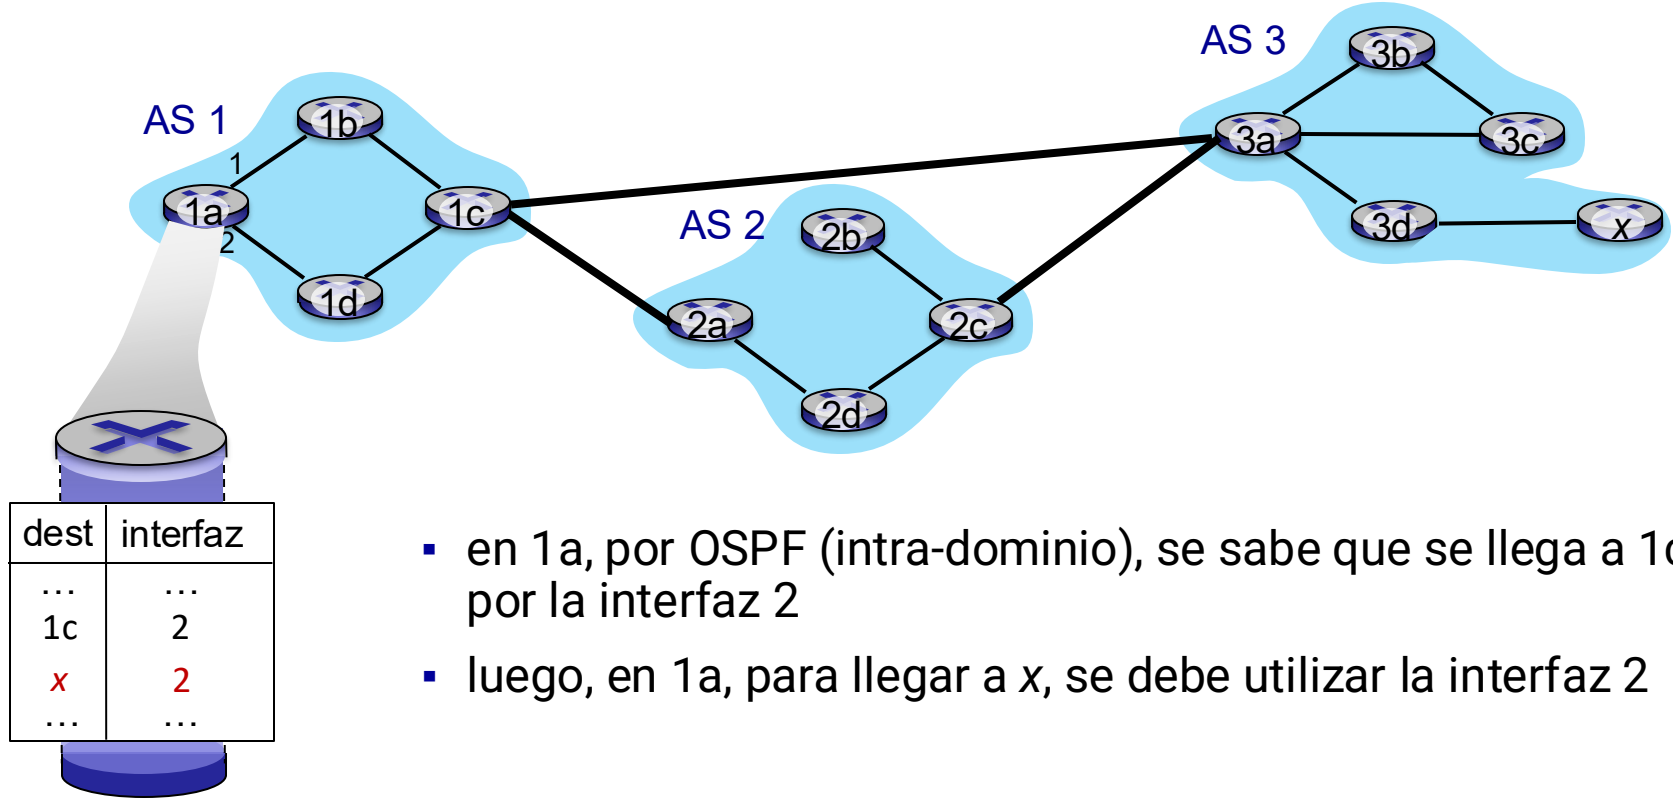 AS 3
3b
AS 1
1b
3a
3c
1
1a
1c
AS 2
2b
3d
x
2
1d
2a
2c
2d
dest interfaz
... ...
1c 2
x 2
... ...
▪ en 1a, por OSPF (intra-dominio), se sabe que se llega a 1c
por la interfaz 2
▪ luego, en 1a, para llegar a x, se debe utilizar la interfaz 2